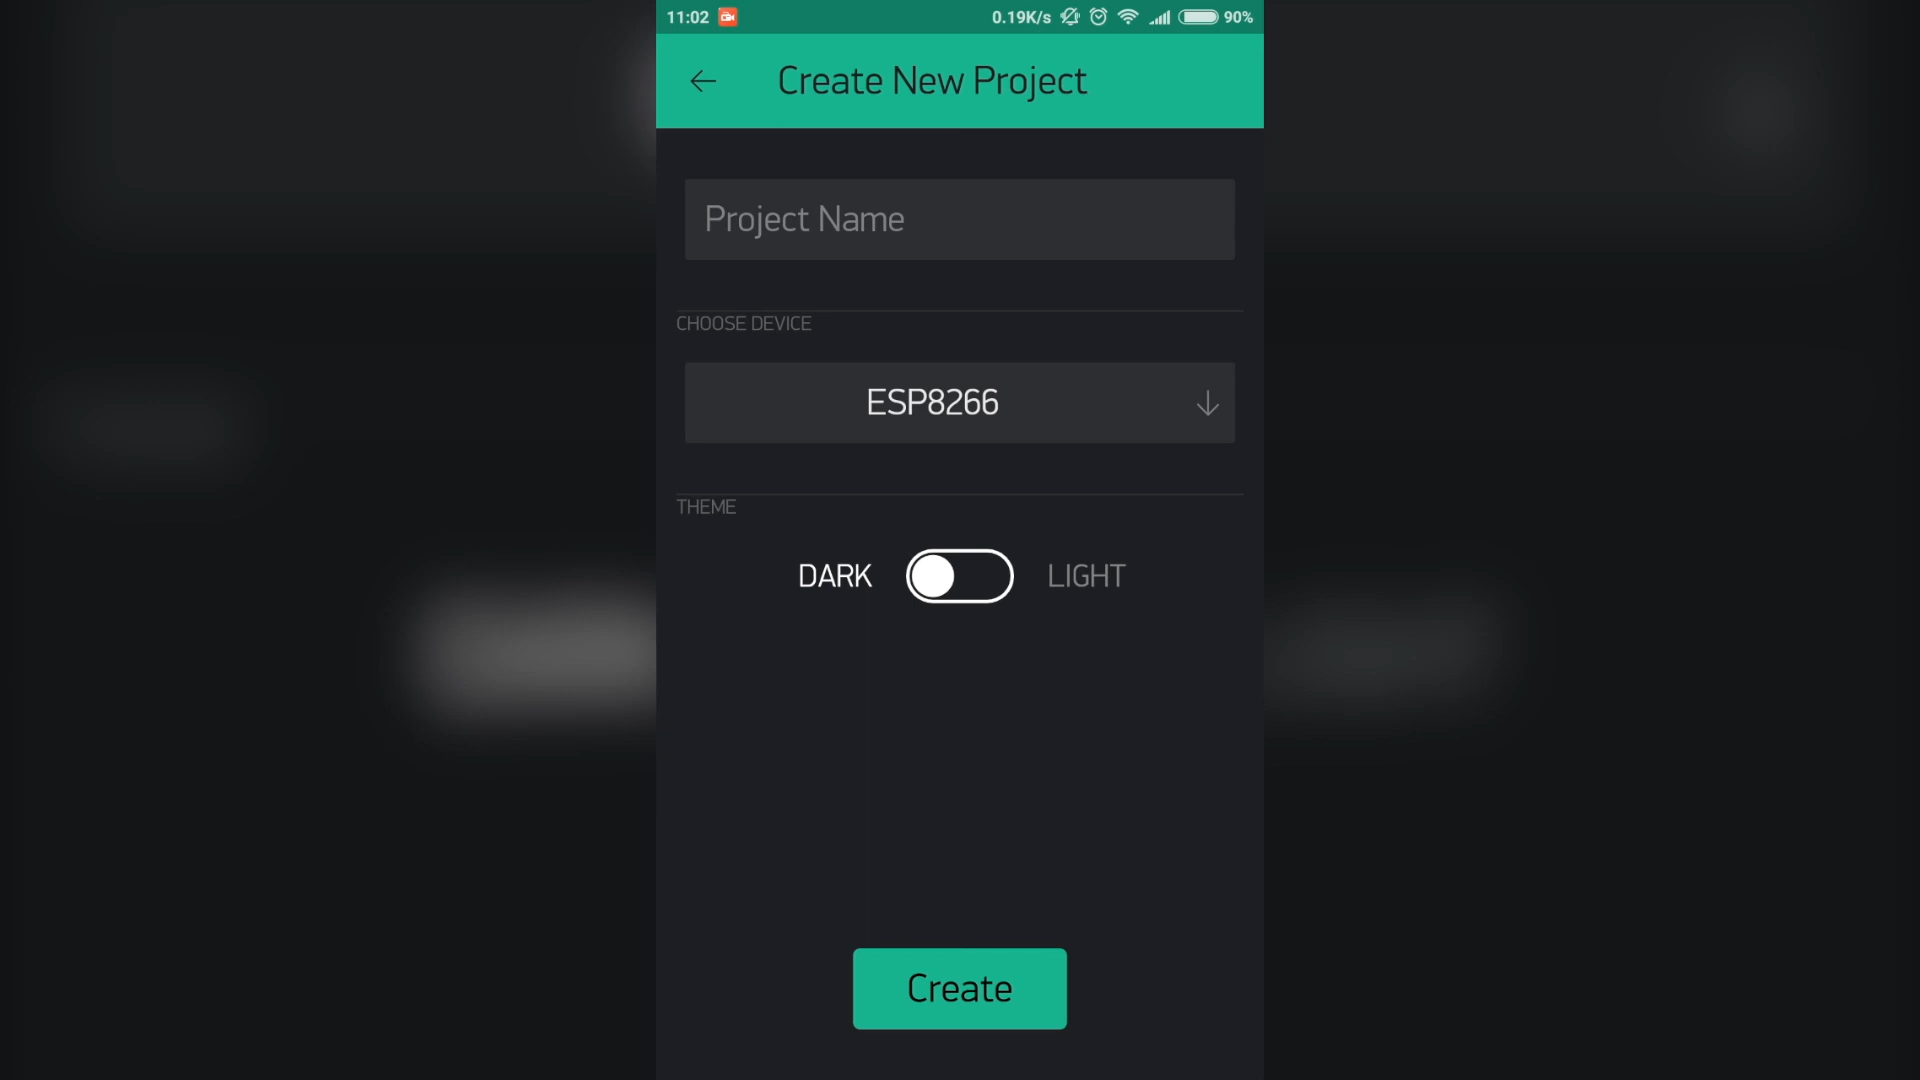 11:02 0.19K/s 90%
Create New Project
Project Name
CHOOSE DEVICE
ESP8266
THEME
DARK LIGHT
Create